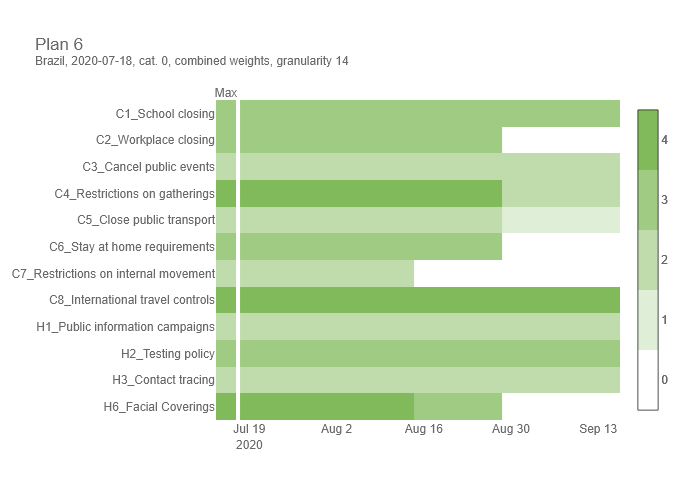 Plan 6
Brazil, 2020-07-18, cat. 0, combined weights, granularity 14
Max
C1_School closing
C2_Workplace closing
C3_Cancel public events
C4_Restrictions on gatherings
C5_Close public transport
C6_Stay at home requirements
C7_Restrictions on internal movement
C8_International travel controls
H1_Public information campaigns
H2_Testing policy
H3_Contact tracing
H6_Facial Coverings
4
3
2
1
0
Jul 19 Aug 2 Aug 16 Aug 30 Sep 13
2020